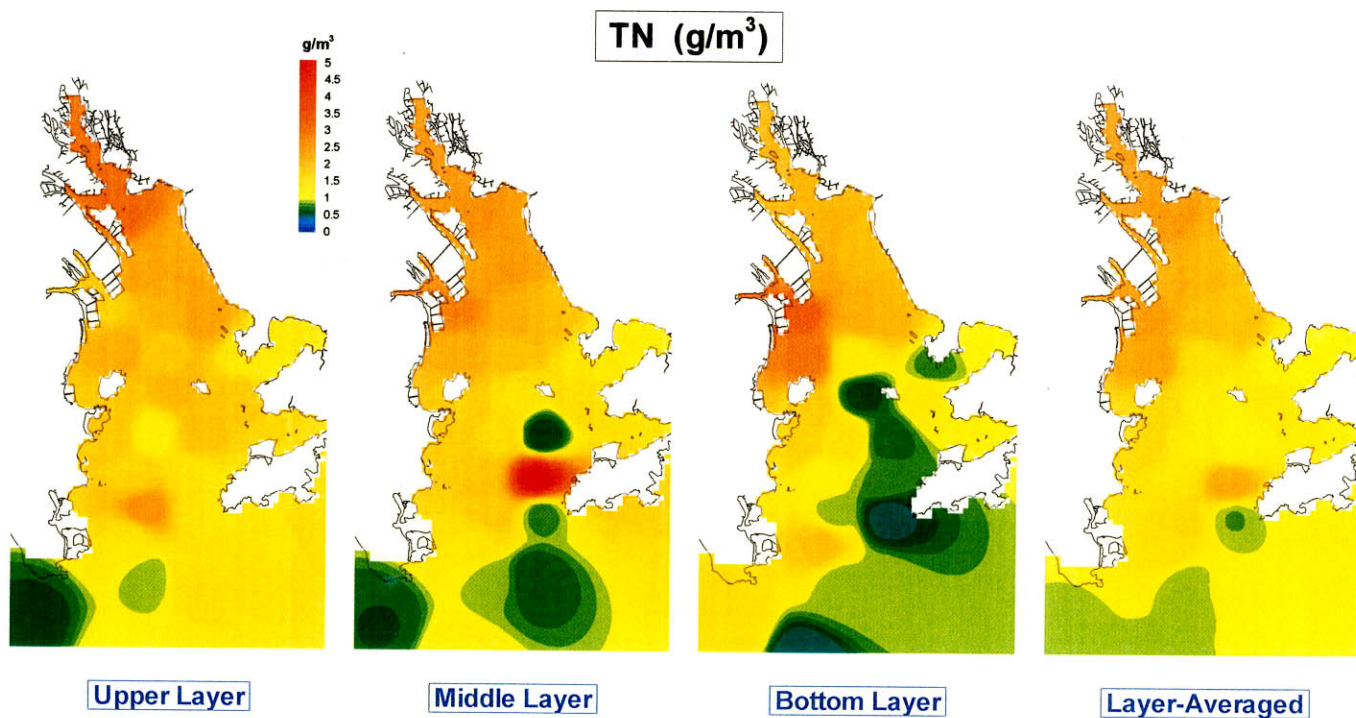 TN (g/m³)
g/m³
5
4.5
4
3.5
3
2.5
2
1.5
1
0.5
0
Upper Layer
Middle Layer
Bottom Layer
Layer-Averaged